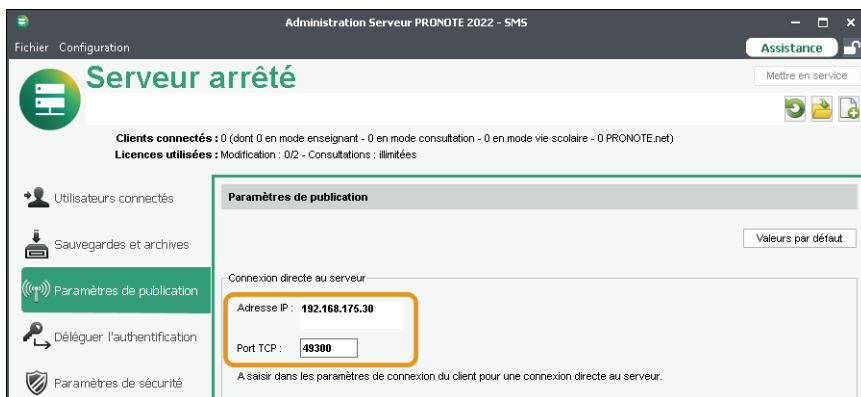 Administration Serveur PRONOTE 2022 - SMS
Fichier Configuration
Assistance
Serveur arrêté
Mettre en service
Clients connectés : 0 (dont 0 en mode enseignant - 0 en mode consultation - 0 en mode vie scolaire - 0 PRONOTE.net)
Licences utilisées : Modification : 0/2 - Consultations : illimitées
Utilisateurs connectés
Sauvegardes et archives
Paramètres de publication
Déléguer l'authentification
Paramètres de sécurité
Paramètres de publication
Valeurs par défaut
Connexion directe au serveur
Adresse IP : 192.168.175.30
Port TCP : 49300
A saisir dans les paramètres de connexion du client pour une connexion directe au serveur.